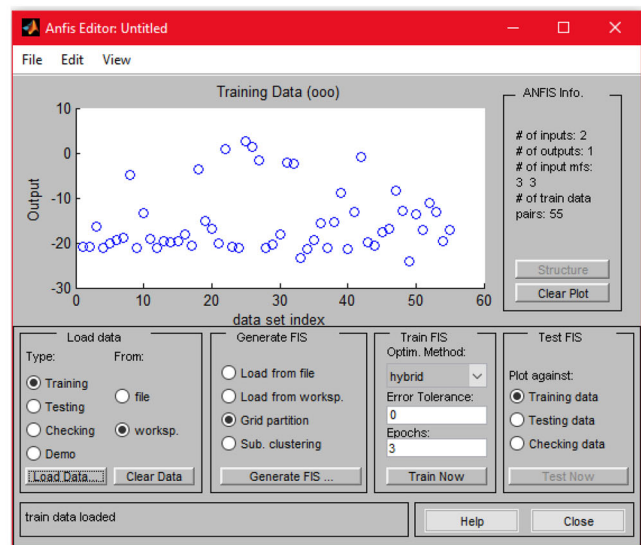 Anfis Editor: Untitled
File Edit View
Training Data (ooo)
10
0
-10
-20
-30
Output
0 10 20 30 40 50 60
data set index
ANFIS Info.
# of inputs: 2
# of outputs: 1
# of input mfs:
3 3
# of train data
pairs: 55
Structure
Clear Plot
Load data
Type: From:
Training
Testing
Checking
Demo
file
worksp.
Load Data... Clear Data
Generate FIS
Load from file
Load from worksp.
Grid partition
Sub. clustering
Generate FIS ...
Train FIS
Optim. Method:
hybrid
Error Tolerance:
0
Epochs:
3
Train Now
Test FIS
Plot against:
Training data
Testing data
Checking data
Test Now
train data loaded
Help Close